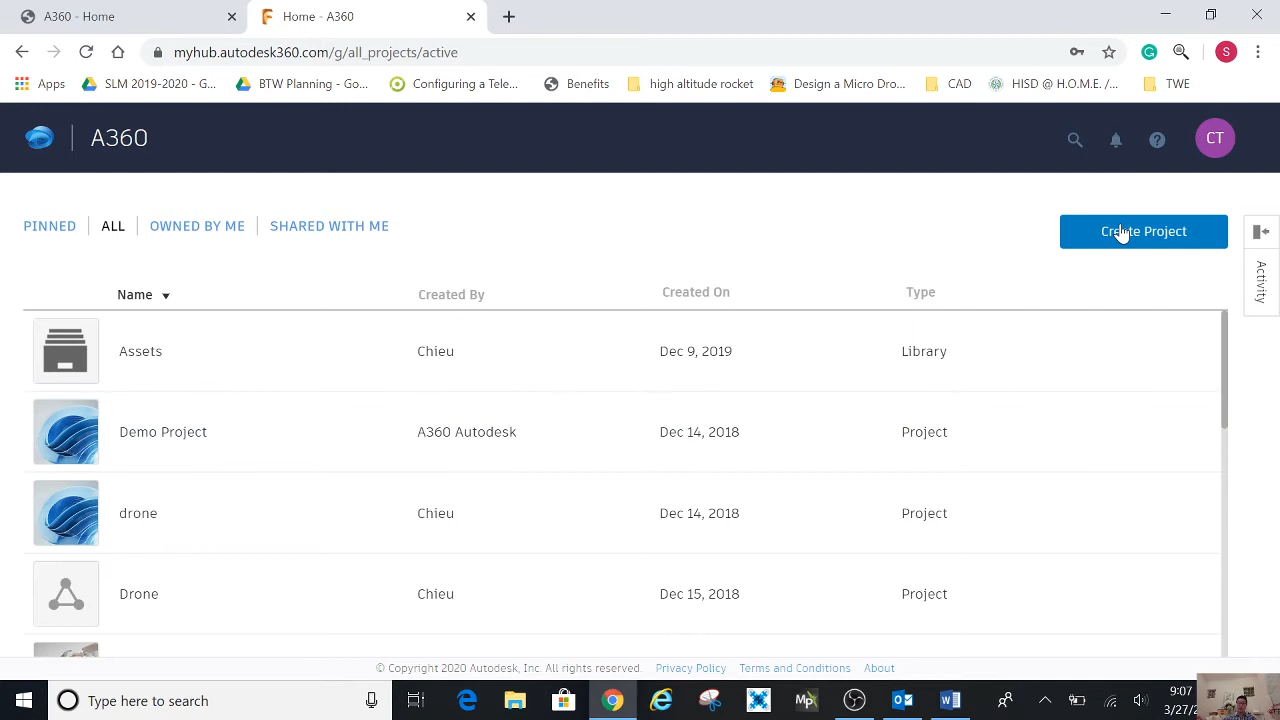 A360 - Home
Home - A360
myhub.autodesk360.com/g/all_projects/active
S
Apps
SLM 2019-2020 - G...
BTW Planning - Go...
Configuring a Tele...
Benefits
high altitude rocket
Design a Micro Dro...
CAD
HISD @ H.O.M.E. /...
TWE
A360
CT
PINNED
ALL
OWNED BY ME
SHARED WITH ME
Create Project
Activity
Name
Created By
Created On
Type
Assets
Chieu
Dec 9, 2019
Library
Demo Project
A360 Autodesk
Dec 14, 2018
Project
drone
Chieu
Dec 14, 2018
Project
Drone
Chieu
Dec 15, 2018
Project
© Copyright 2020 Autodesk, Inc. All rights reserved.
Privacy Policy
Terms and Conditions
About
Type here to search
9:07
3/27/